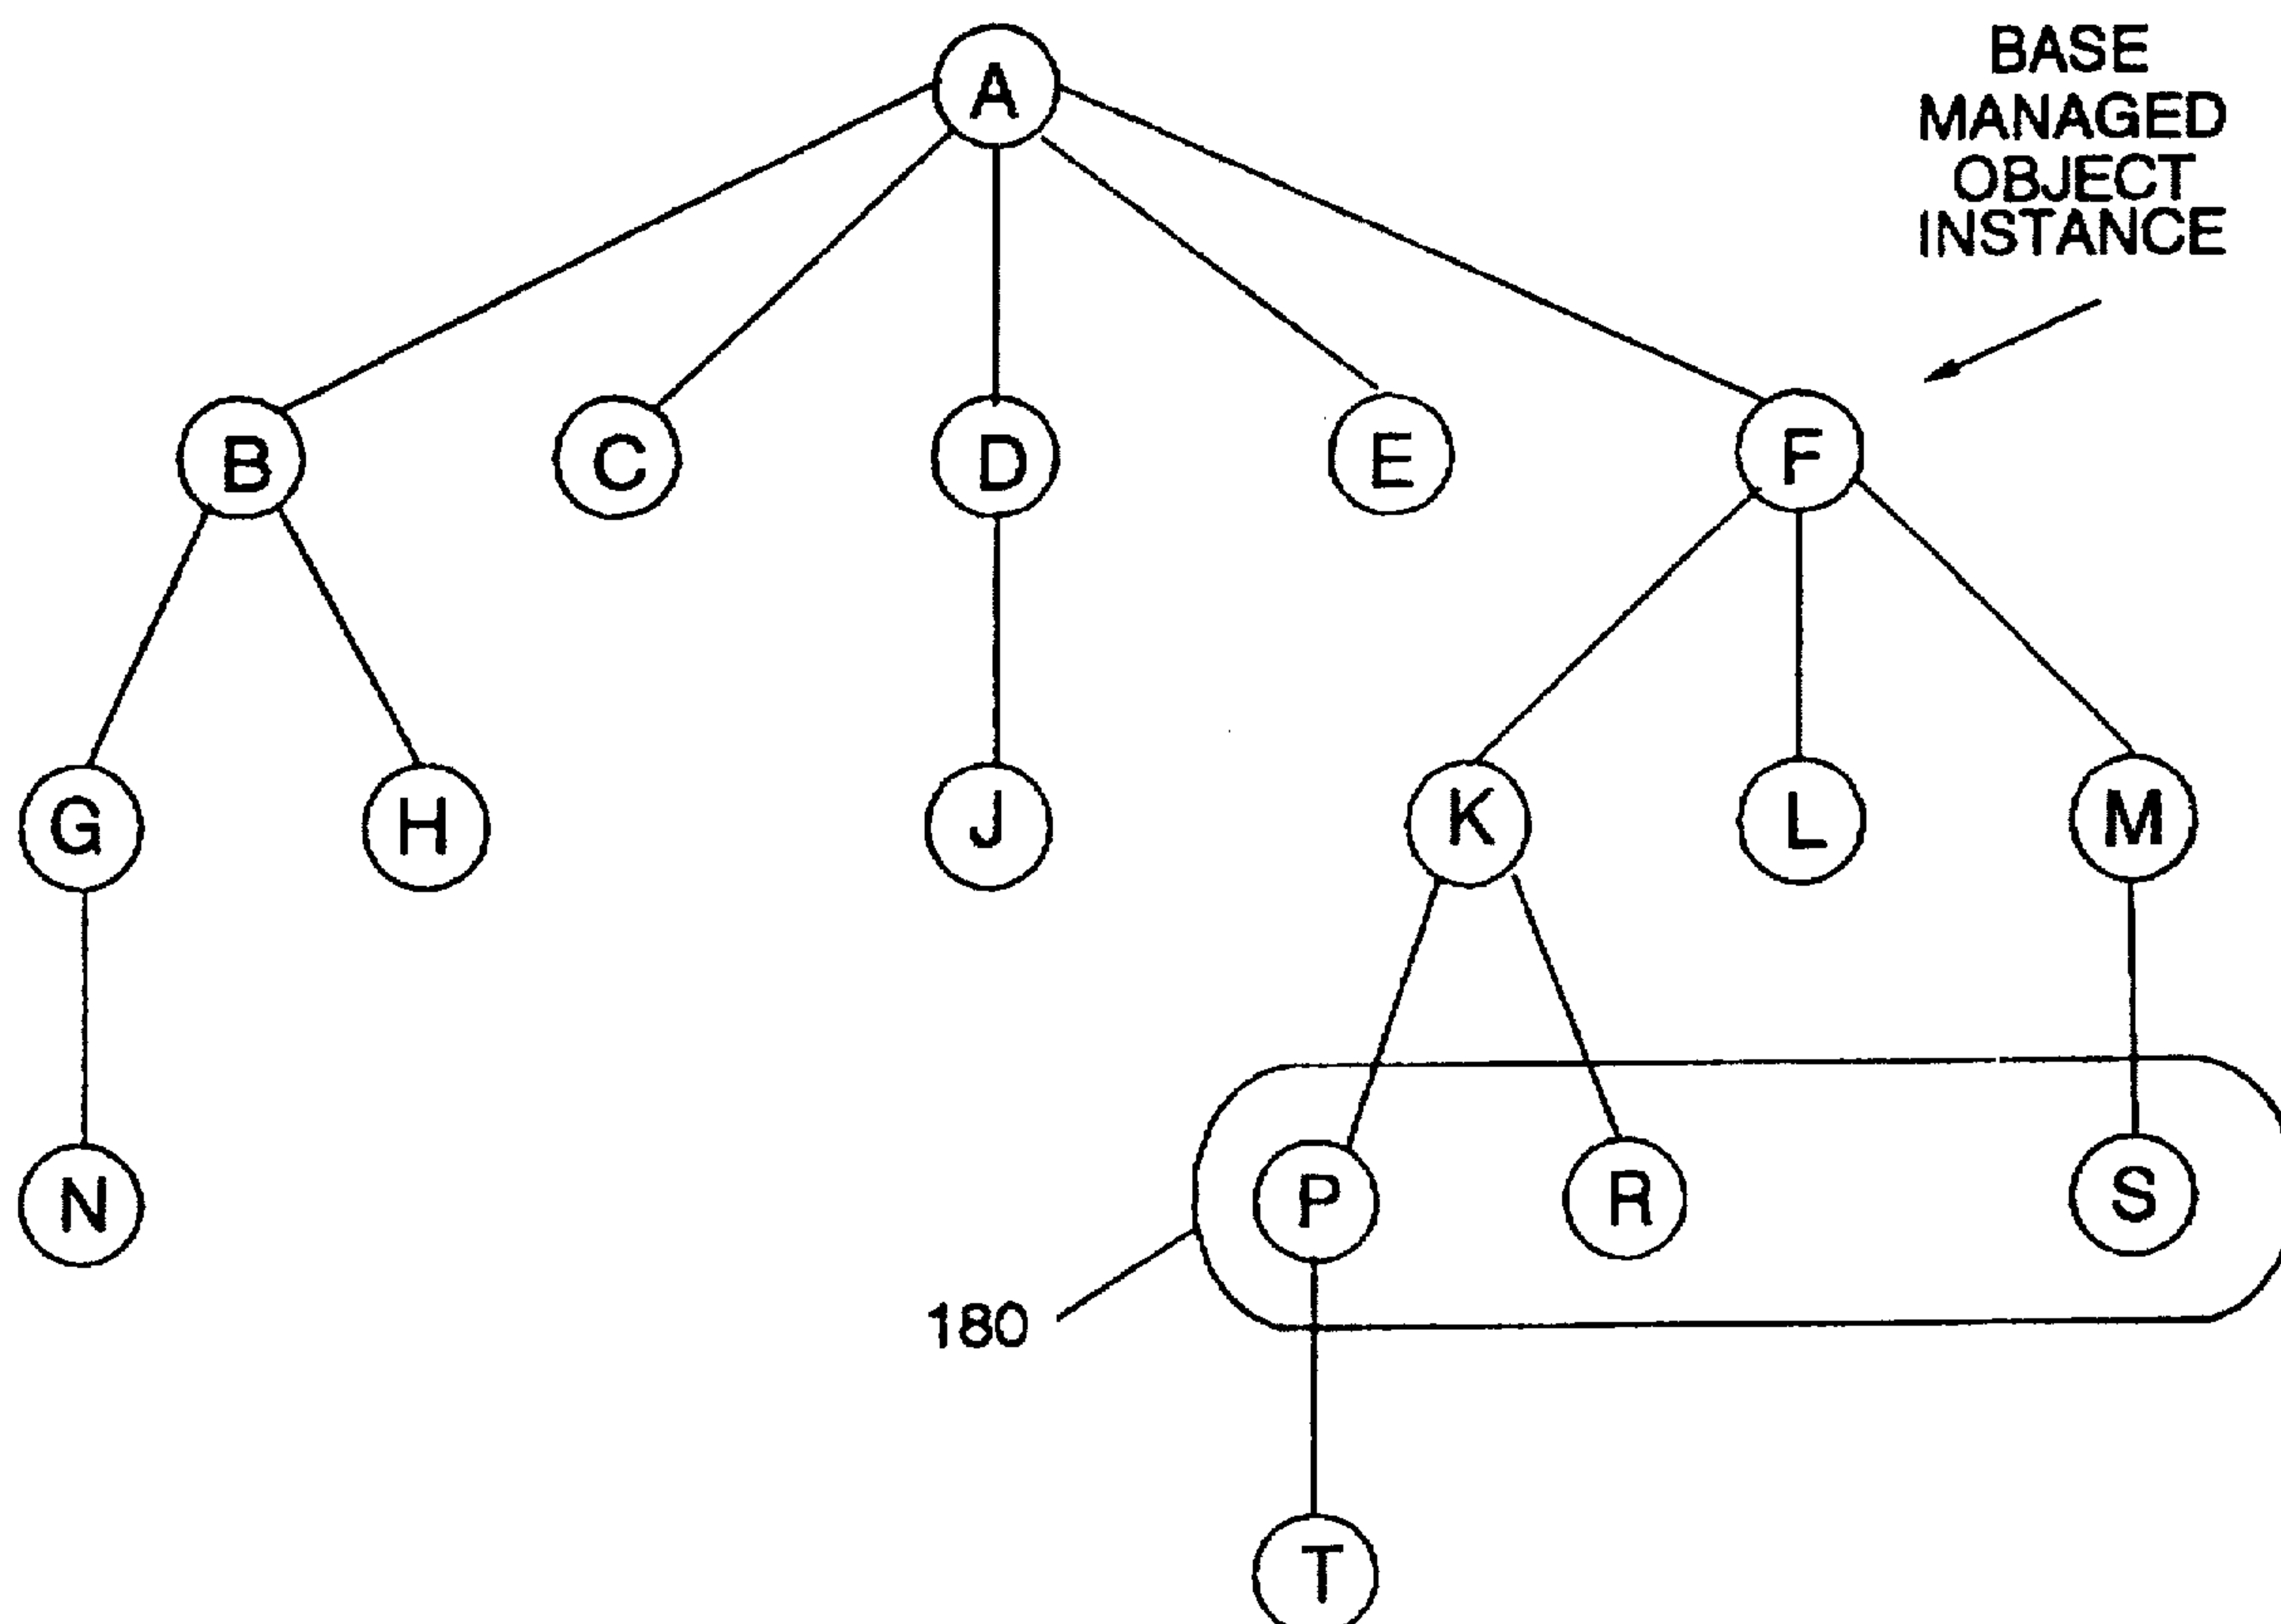 A
BASE
MANAGED
OBJECT
INSTANCE
B C D E F
G H J K L M
N P R S
180
T